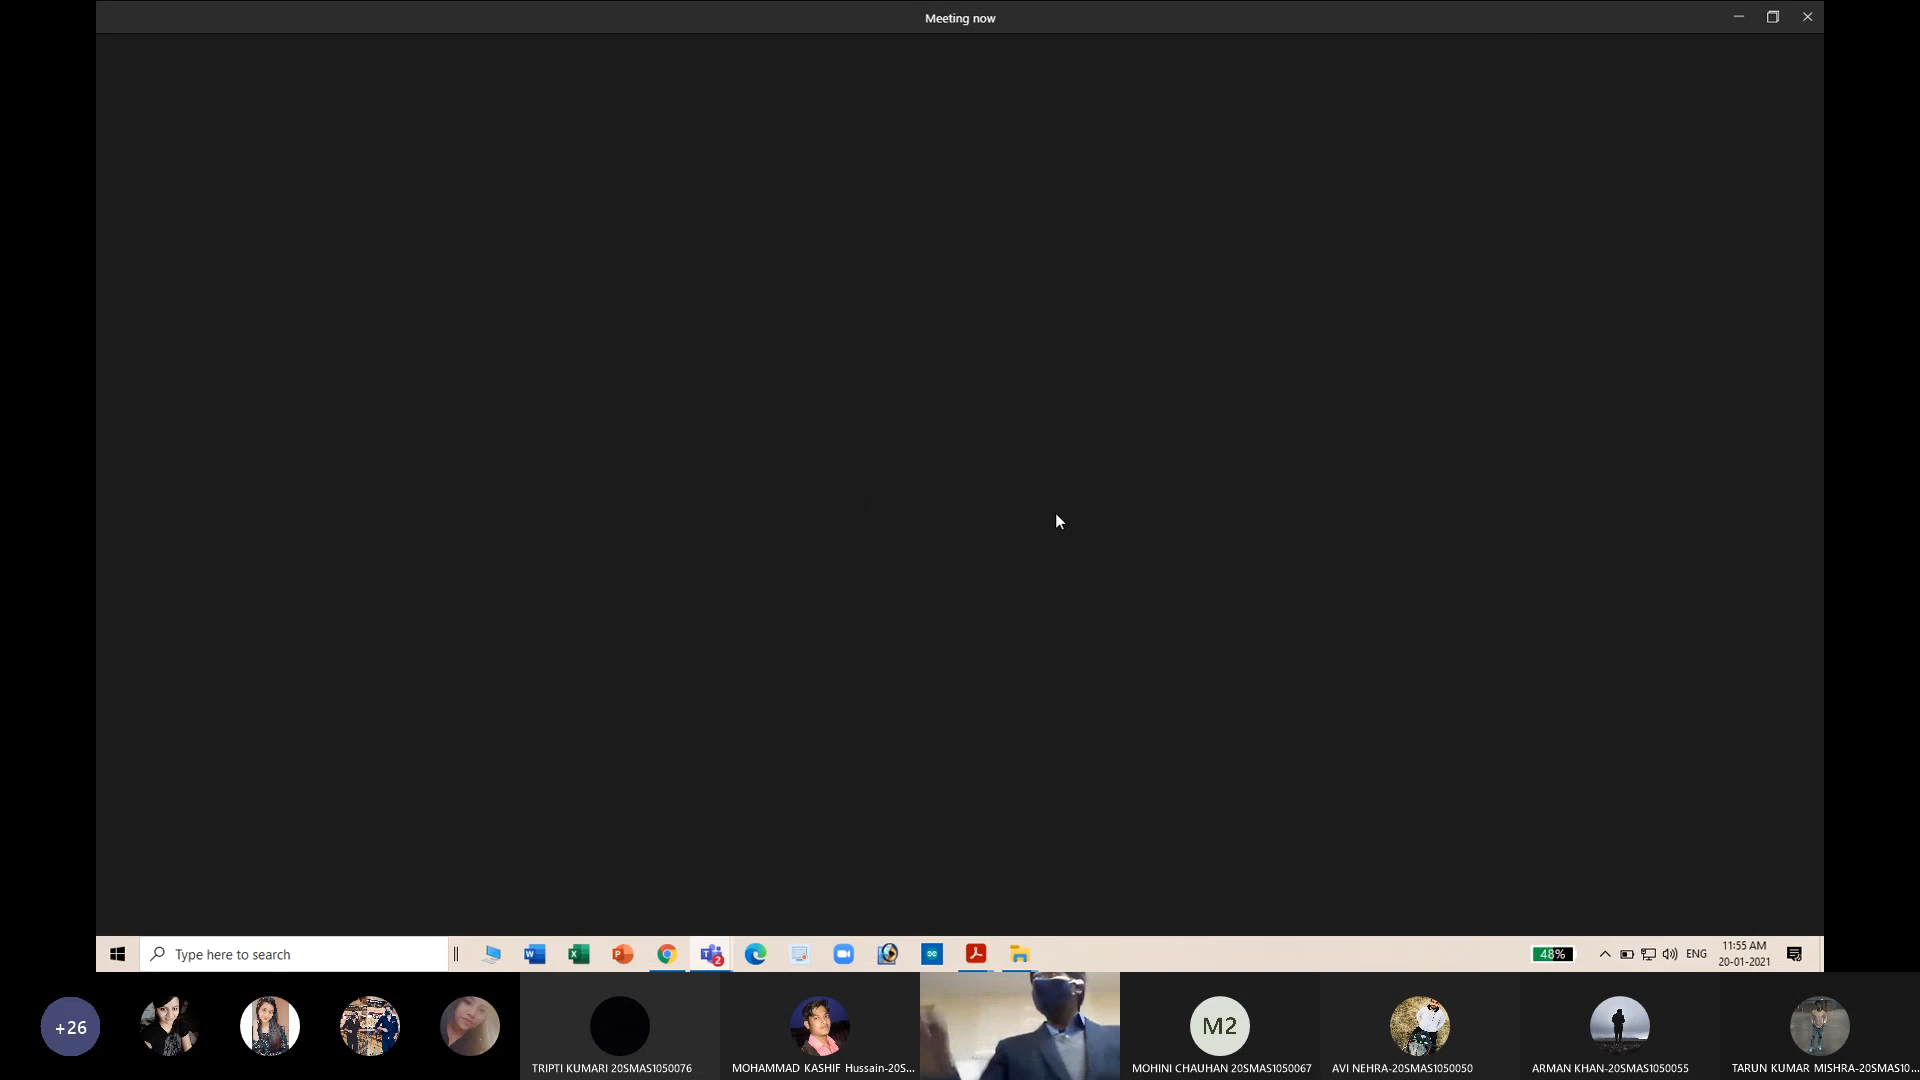 Meeting now
Type here to search
2
48%
ENG
11:55 AM
20-01-2021
+26
M2
TRIPTI KUMARI 20SMAS1050076
MOHAMMAD KASHIF Hussain-20S...
MOHINI CHAUHAN 20SMAS1050067
AVI NEHRA-20SMAS1050050
ARMAN KHAN-20SMAS1050055
TARUN KUMAR MISHRA-20SMAS10...